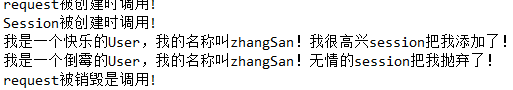 request被创建时调用！
Session被创建时调用！
我是一个快乐的User，我的名称叫zhangSan！我很高兴session把我添加了！
我是一个倒霉的User，我的名称叫zhangSan！无情的session把我抛弃了！
request被销毁是调用！